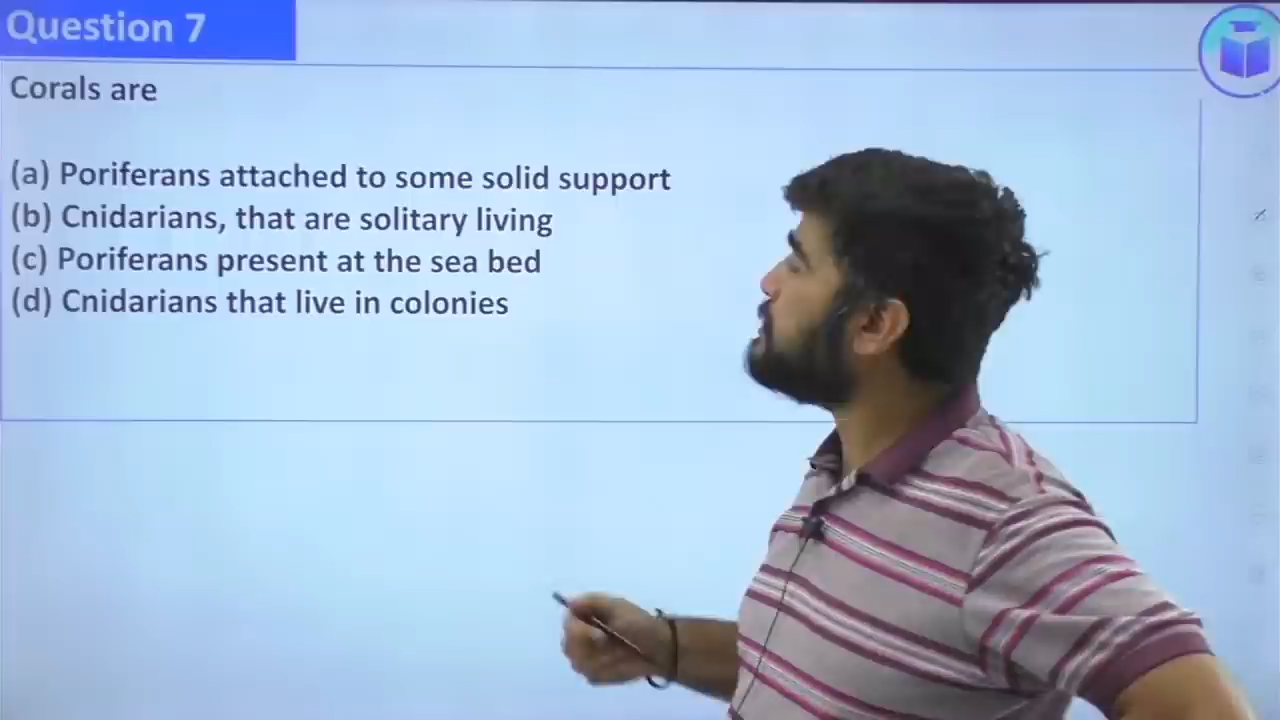 Question 7
Corals are
(a) Poriferans attached to some solid support
(b) Cnidarians, that are solitary living
(c) Poriferans present at the sea bed
(d) Cnidarians that live in colonies